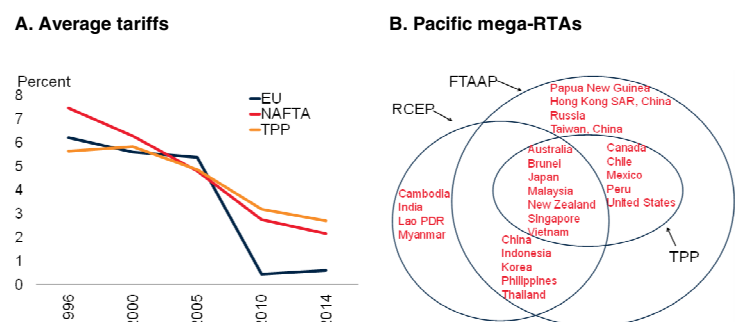 A. Average tariffs
Percent
8
7
6
5
4
3
2
1
0
EU
NAFTA
TPP
1996
2000
2005
2010
2014
B. Pacific mega-RTAs
FTAAP
RCEP
Papua New Guinea
Hong Kong SAR, China
Russia
Taiwan, China
Australia
Brunei
Japan
Malaysia
New Zealand
Singapore
Vietnam
Canada
Chile
Mexico
Peru
United States
Cambodia
India
Lao PDR
Myanmar
China
Indonesia
Korea
Philippines
Thailand
TPP